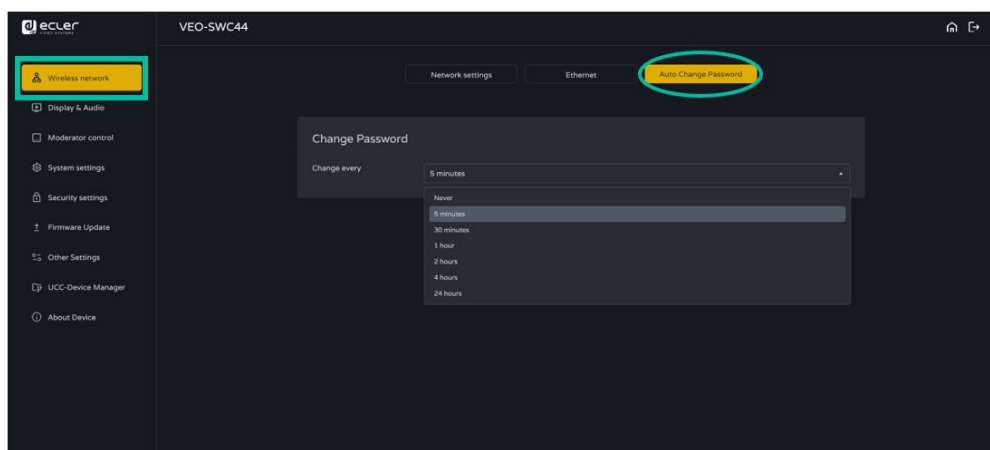 ecler
VIDEO SYSTEMS
VEO-SWC44
Wireless network
Display & Audio
Moderator control
System settings
Security settings
Firmware Update
Other Settings
UCC-Device Manager
About Device
Network settings
Ethernet
Auto Change Password
Change Password
Change every
5 minutes
Never
5 minutes
30 minutes
1 hour
2 hours
4 hours
24 hours